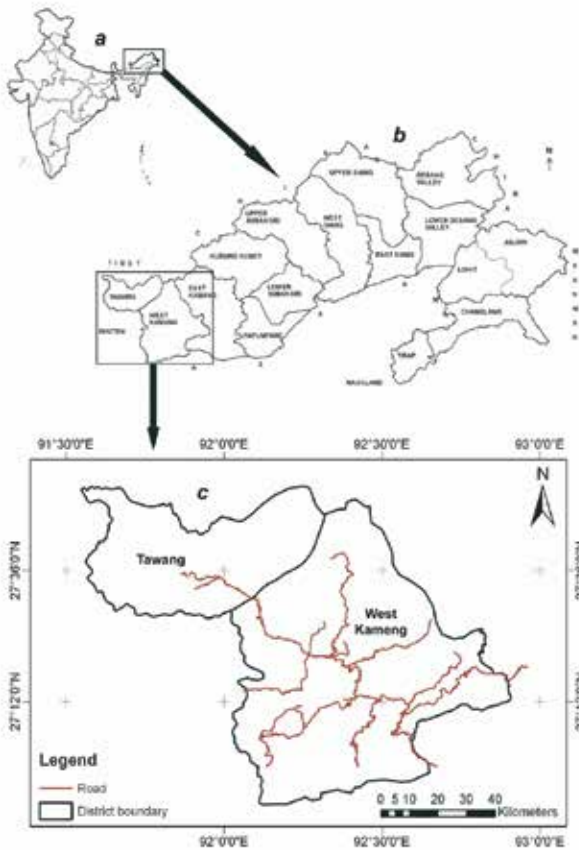 a
b
UPPER SIANG
DIBANG VALLEY
UPPER SUBANSIRI
WEST SIANG
LOWER DIBANG VALLEY
ANJAW
KURUNG KUMEY
EAST SIANG
LOHIT
TIBET
TAWANG
EAST KAMENG
LOWER SUBANSIRI
BHUTAN
WEST KAMENG
PAPUMPARE
CHANGLANG
TIRAP
NAGALAND
91°30'0"E 92°0'0"E 92°30'0"E 93°0'0"E
c
N
Tawang
27°36'0"N
West
Kameng
27°12'0"N
Legend
Road
District boundary
0 5 10 20 30 40
Kilometers
92°0'0"E 92°30'0"E 93°0'0"E